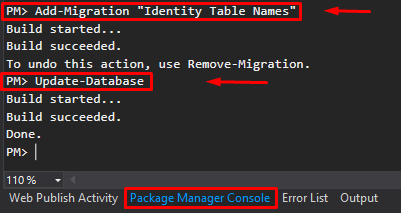 PM> Add-Migration "Identity Table Names"
Build started...
Build succeeded.
To undo this action, use Remove-Migration.
PM> Update-Database
Build started...
Build succeeded.
Done.
PM>
110 %
Web Publish Activity Package Manager Console Error List Output